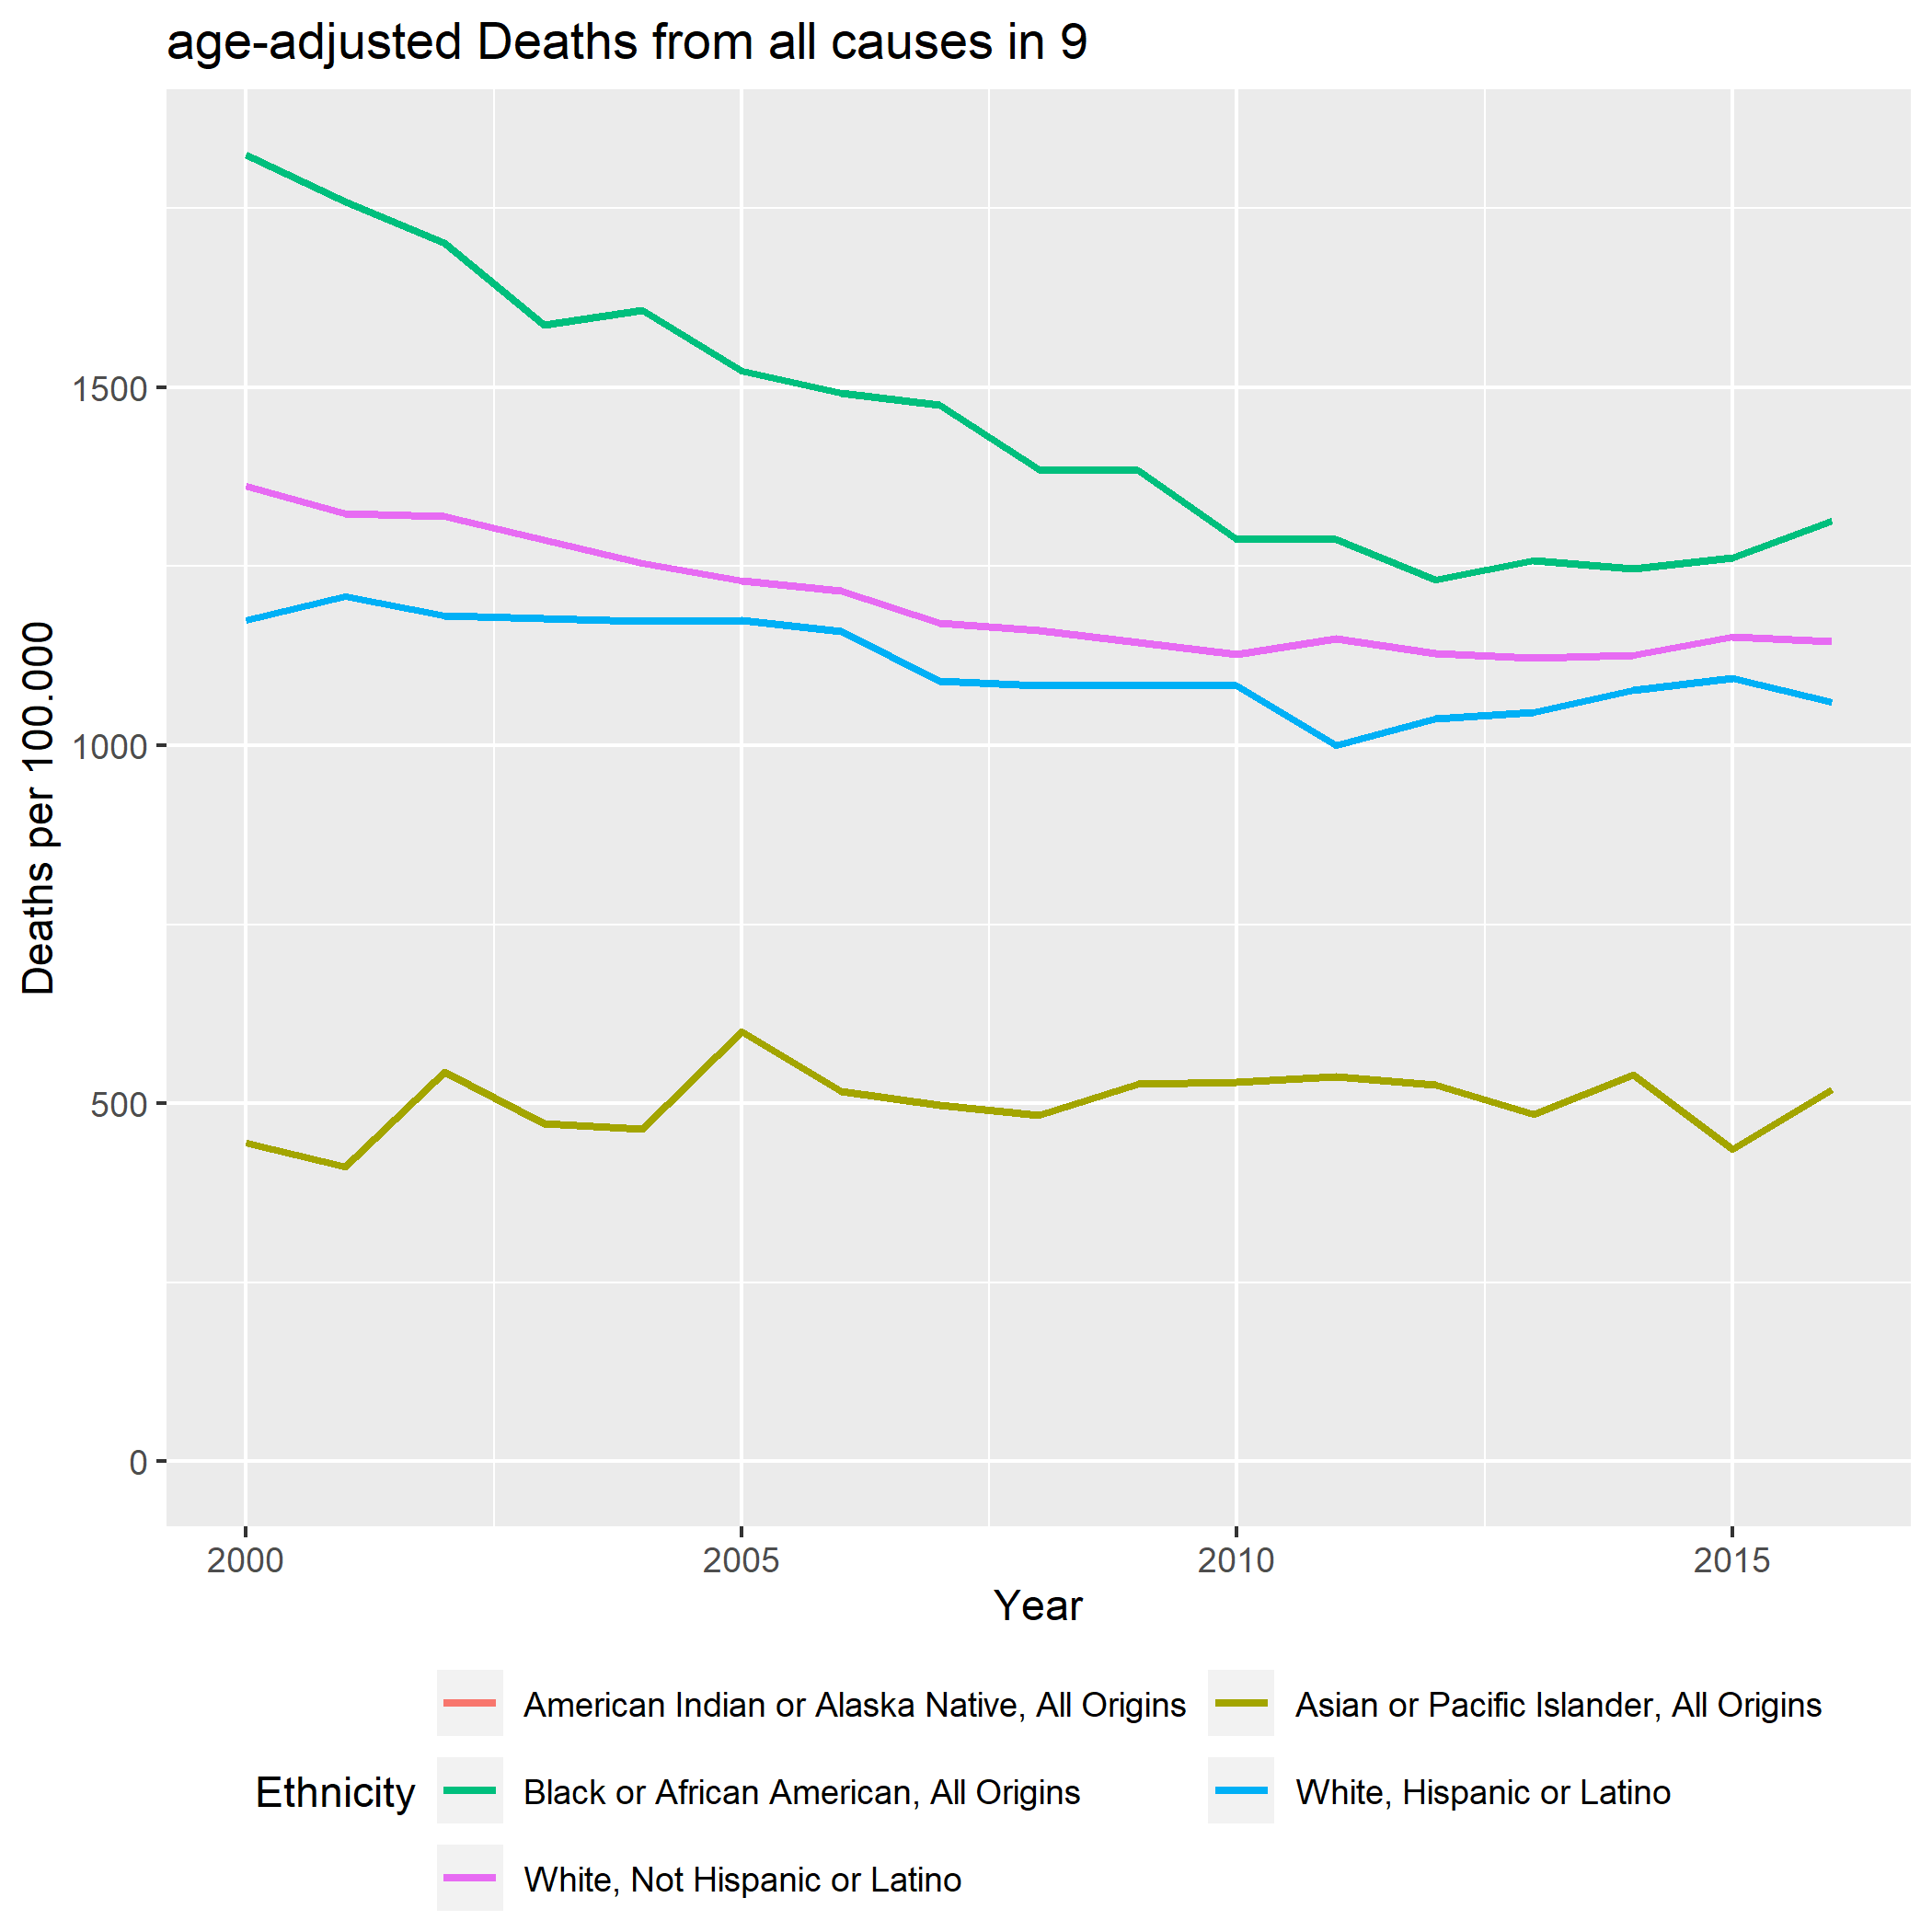 age-adjusted Deaths from all causes in 9
Deaths per 100.000
1500
1000
500
0
2000 2005 2010 2015
Year
Ethnicity
American Indian or Alaska Native, All Origins
Asian or Pacific Islander, All Origins
Black or African American, All Origins
White, Hispanic or Latino
White, Not Hispanic or Latino